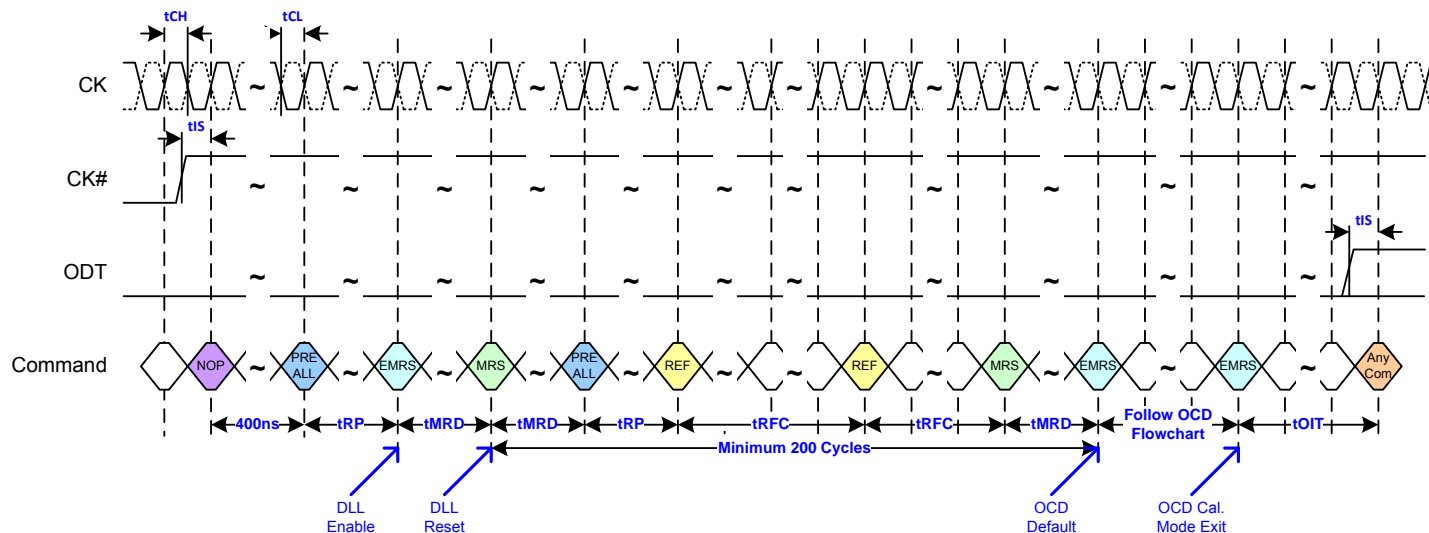 tCH
tCL
CK
~ ~ ~ ~ ~ ~ ~ ~ ~ ~
tIS
CK#
~ ~ ~ ~ ~ ~ ~ ~ ~ ~
tIS
ODT
~ ~ ~ ~ ~ ~ ~ ~ ~ ~
Command
NOP
~
PRE
ALL
~
EMRS
~
MRS
~
PRE
ALL
~
REF
~
REF
~
MRS
~
EMRS
~
EMRS
~
Any
Com
400ns
tRP
tMRD
tMRD
tRP
tRFC
tRFC
tMRD
Follow OCD
Flowchart
tOIT
Minimum 200 Cycles
DLL
Enable
DLL
Reset
OCD
Default
OCD Cal.
Mode Exit